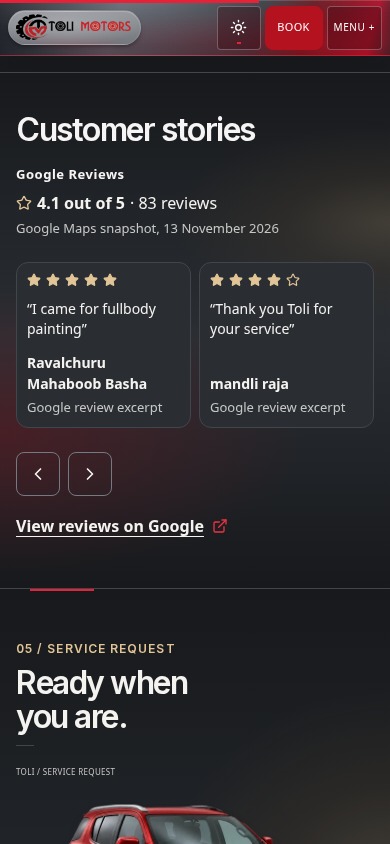 TOLI MOTORS
BOOK
MENU +
Customer stories
Google Reviews
4.1 out of 5 · 83 reviews
Google Maps snapshot, 13 November 2026
“I came for fullbody
painting”
Ravalchuru
Mahaboob Basha
Google review excerpt
“Thank you Toli for
your service”
mandli raja
Google review excerpt
View reviews on Google
05 / SERVICE REQUEST
Ready when
you are.
TOLI / SERVICE REQUEST